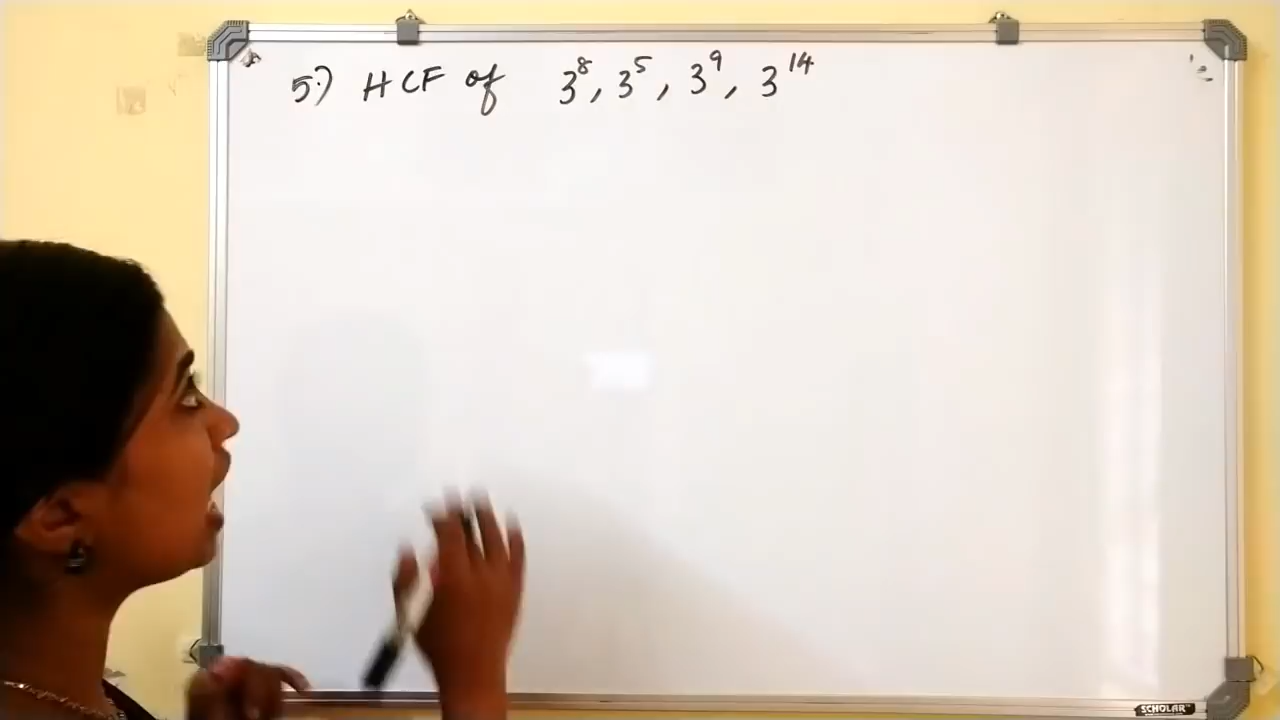 5.) HCF of 3⁸, 3⁵, 3⁹, 3¹⁴
SCHOLAR